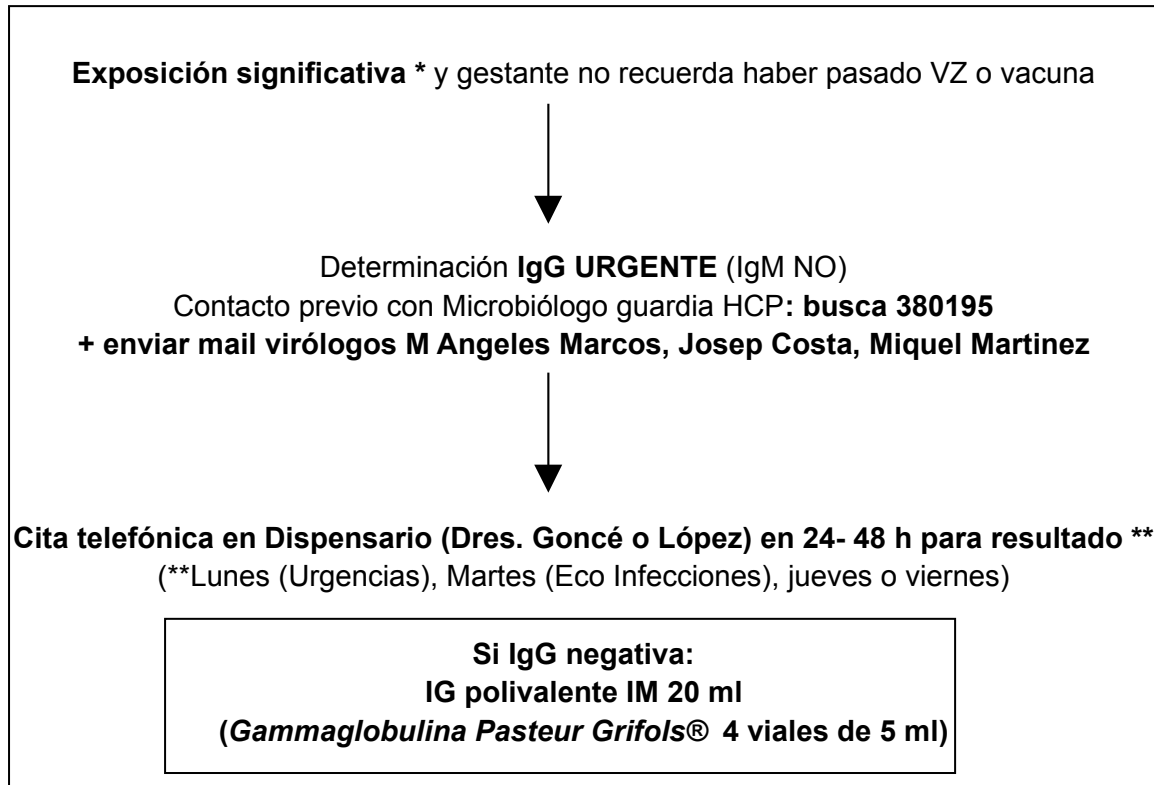 Exposición significativa * y gestante no recuerda haber pasado VZ o vacuna
Determinación IgG URGENTE (IgM NO)
Contacto previo con Microbiólogo guardia HCP: busca 380195
+ enviar mail virólogos M Angeles Marcos, Josep Costa, Miquel Martinez
Cita telefónica en Dispensario (Dres. Goncé o López) en 24- 48 h para resultado **
(**Lunes (Urgencias), Martes (Eco Infecciones), jueves o viernes)
Si IgG negativa:
IG polivalente IM 20 ml
(Gammaglobulina Pasteur Grifols® 4 viales de 5 ml)